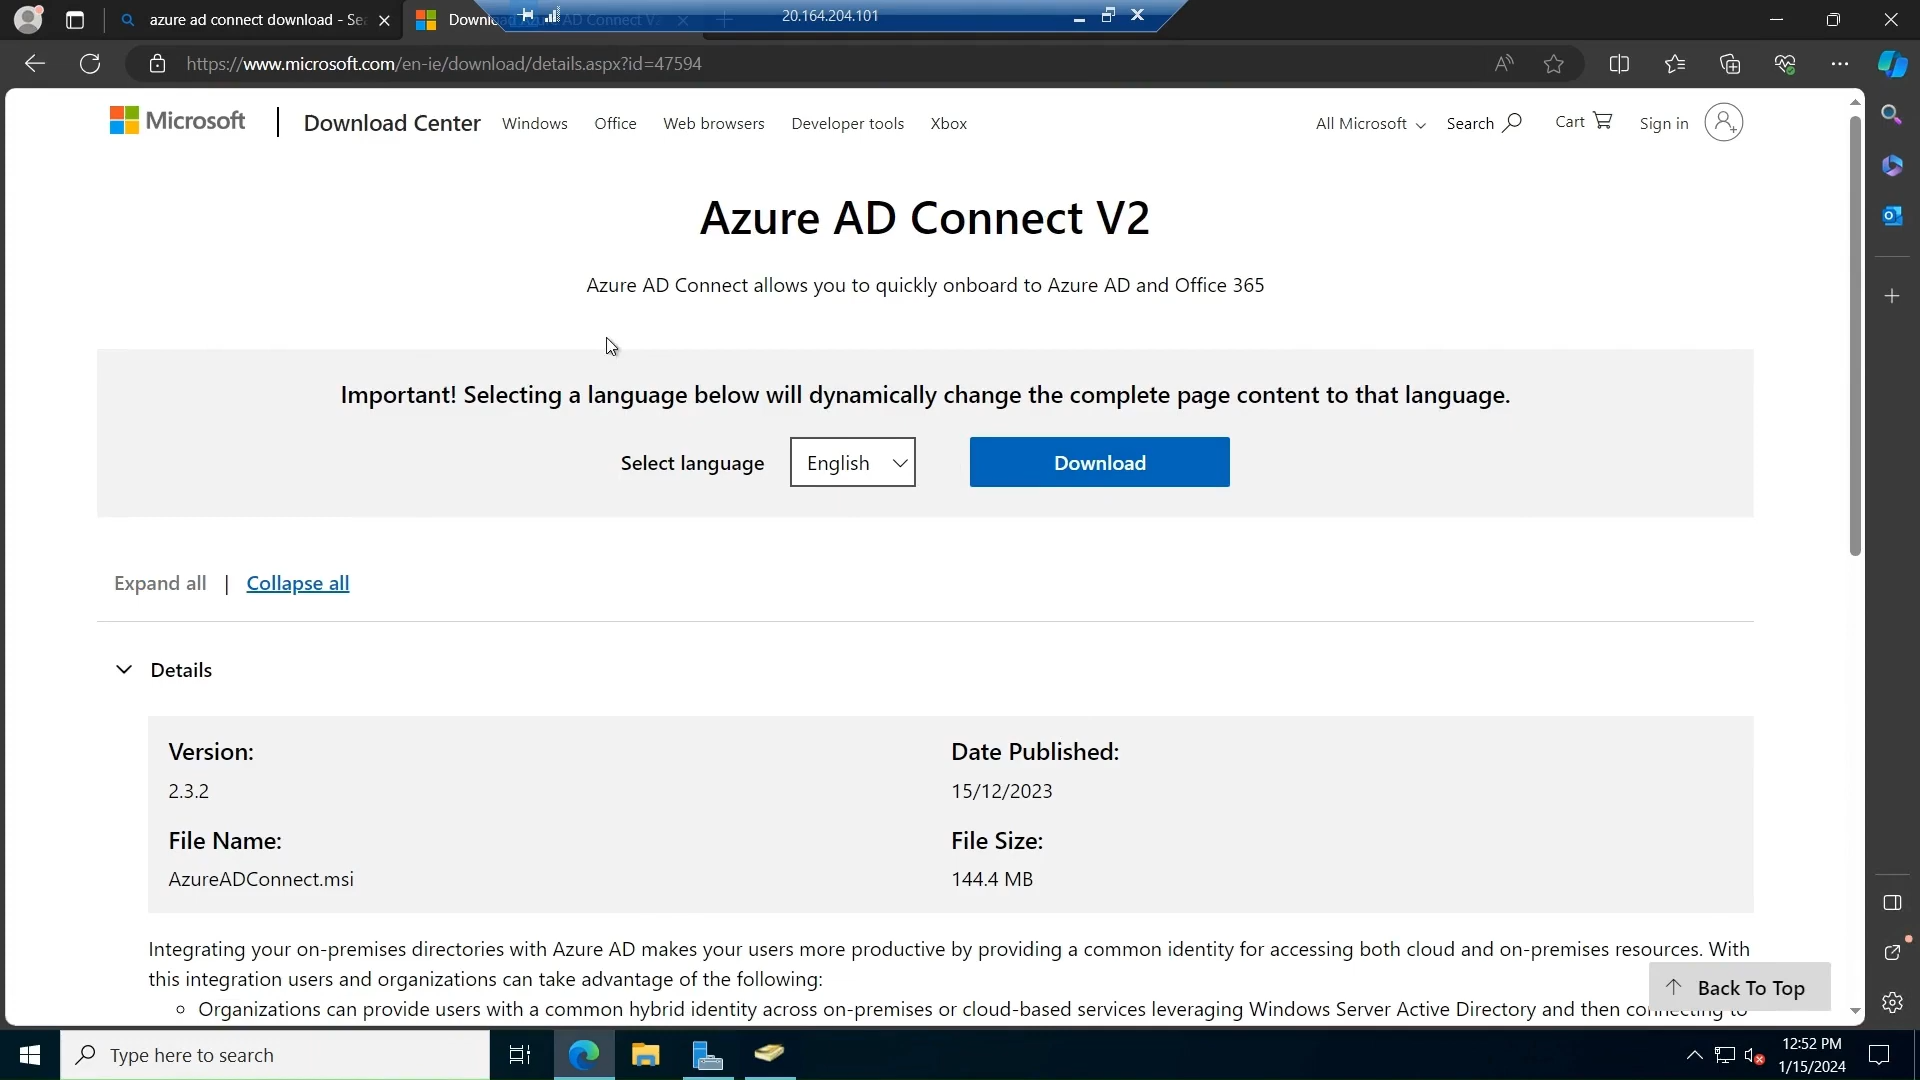 azure ad connect download - Se
20.164.204.101
https://www.microsoft.com/en-ie/download/details.aspx?id=47594
Microsoft
Download Center
Windows
Office
Web browsers
Developer tools
Xbox
All Microsoft
Search
Cart
Sign in
Azure AD Connect V2
Azure AD Connect allows you to quickly onboard to Azure AD and Office 365
Important! Selecting a language below will dynamically change the complete page content to that language.
Select language
English
Download
Expand all | Collapse all
Details
Version:
Date Published:
2.3.2
15/12/2023
File Name:
File Size:
AzureADConnect.msi
144.4 MB
Integrating your on-premises directories with Azure AD makes your users more productive by providing a common identity for accessing both cloud and on-premises resources. With
this integration users and organizations can take advantage of the following:
Back To Top
◦ Organizations can provide users with a common hybrid identity across on-premises or cloud-based services leveraging Windows Server Active Directory and then connecting to
Type here to search
12:52 PM
1/15/2024